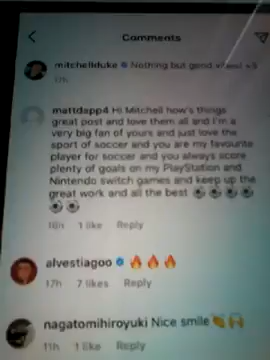 Comments
mitchellduke Nothing but good vibes! <3
17h
mattdapp4 Hi Mitchell how's things
great post and love them all and I'm a
very big fan of yours and just love the
sport of soccer and you are my favourite
player for soccer and you always score
plenty of goals on my PlayStation and
Nintendo switch games and keep up the
great work and all the best ⚽ ⚽ ⚽ ⚽
⚽ ⚽
16h 1 like Reply
alvestiagoo 🔥🔥🔥
17h 7 likes Reply
nagatomihiroyuki Nice smile 👏🙌
11h 1 like Reply